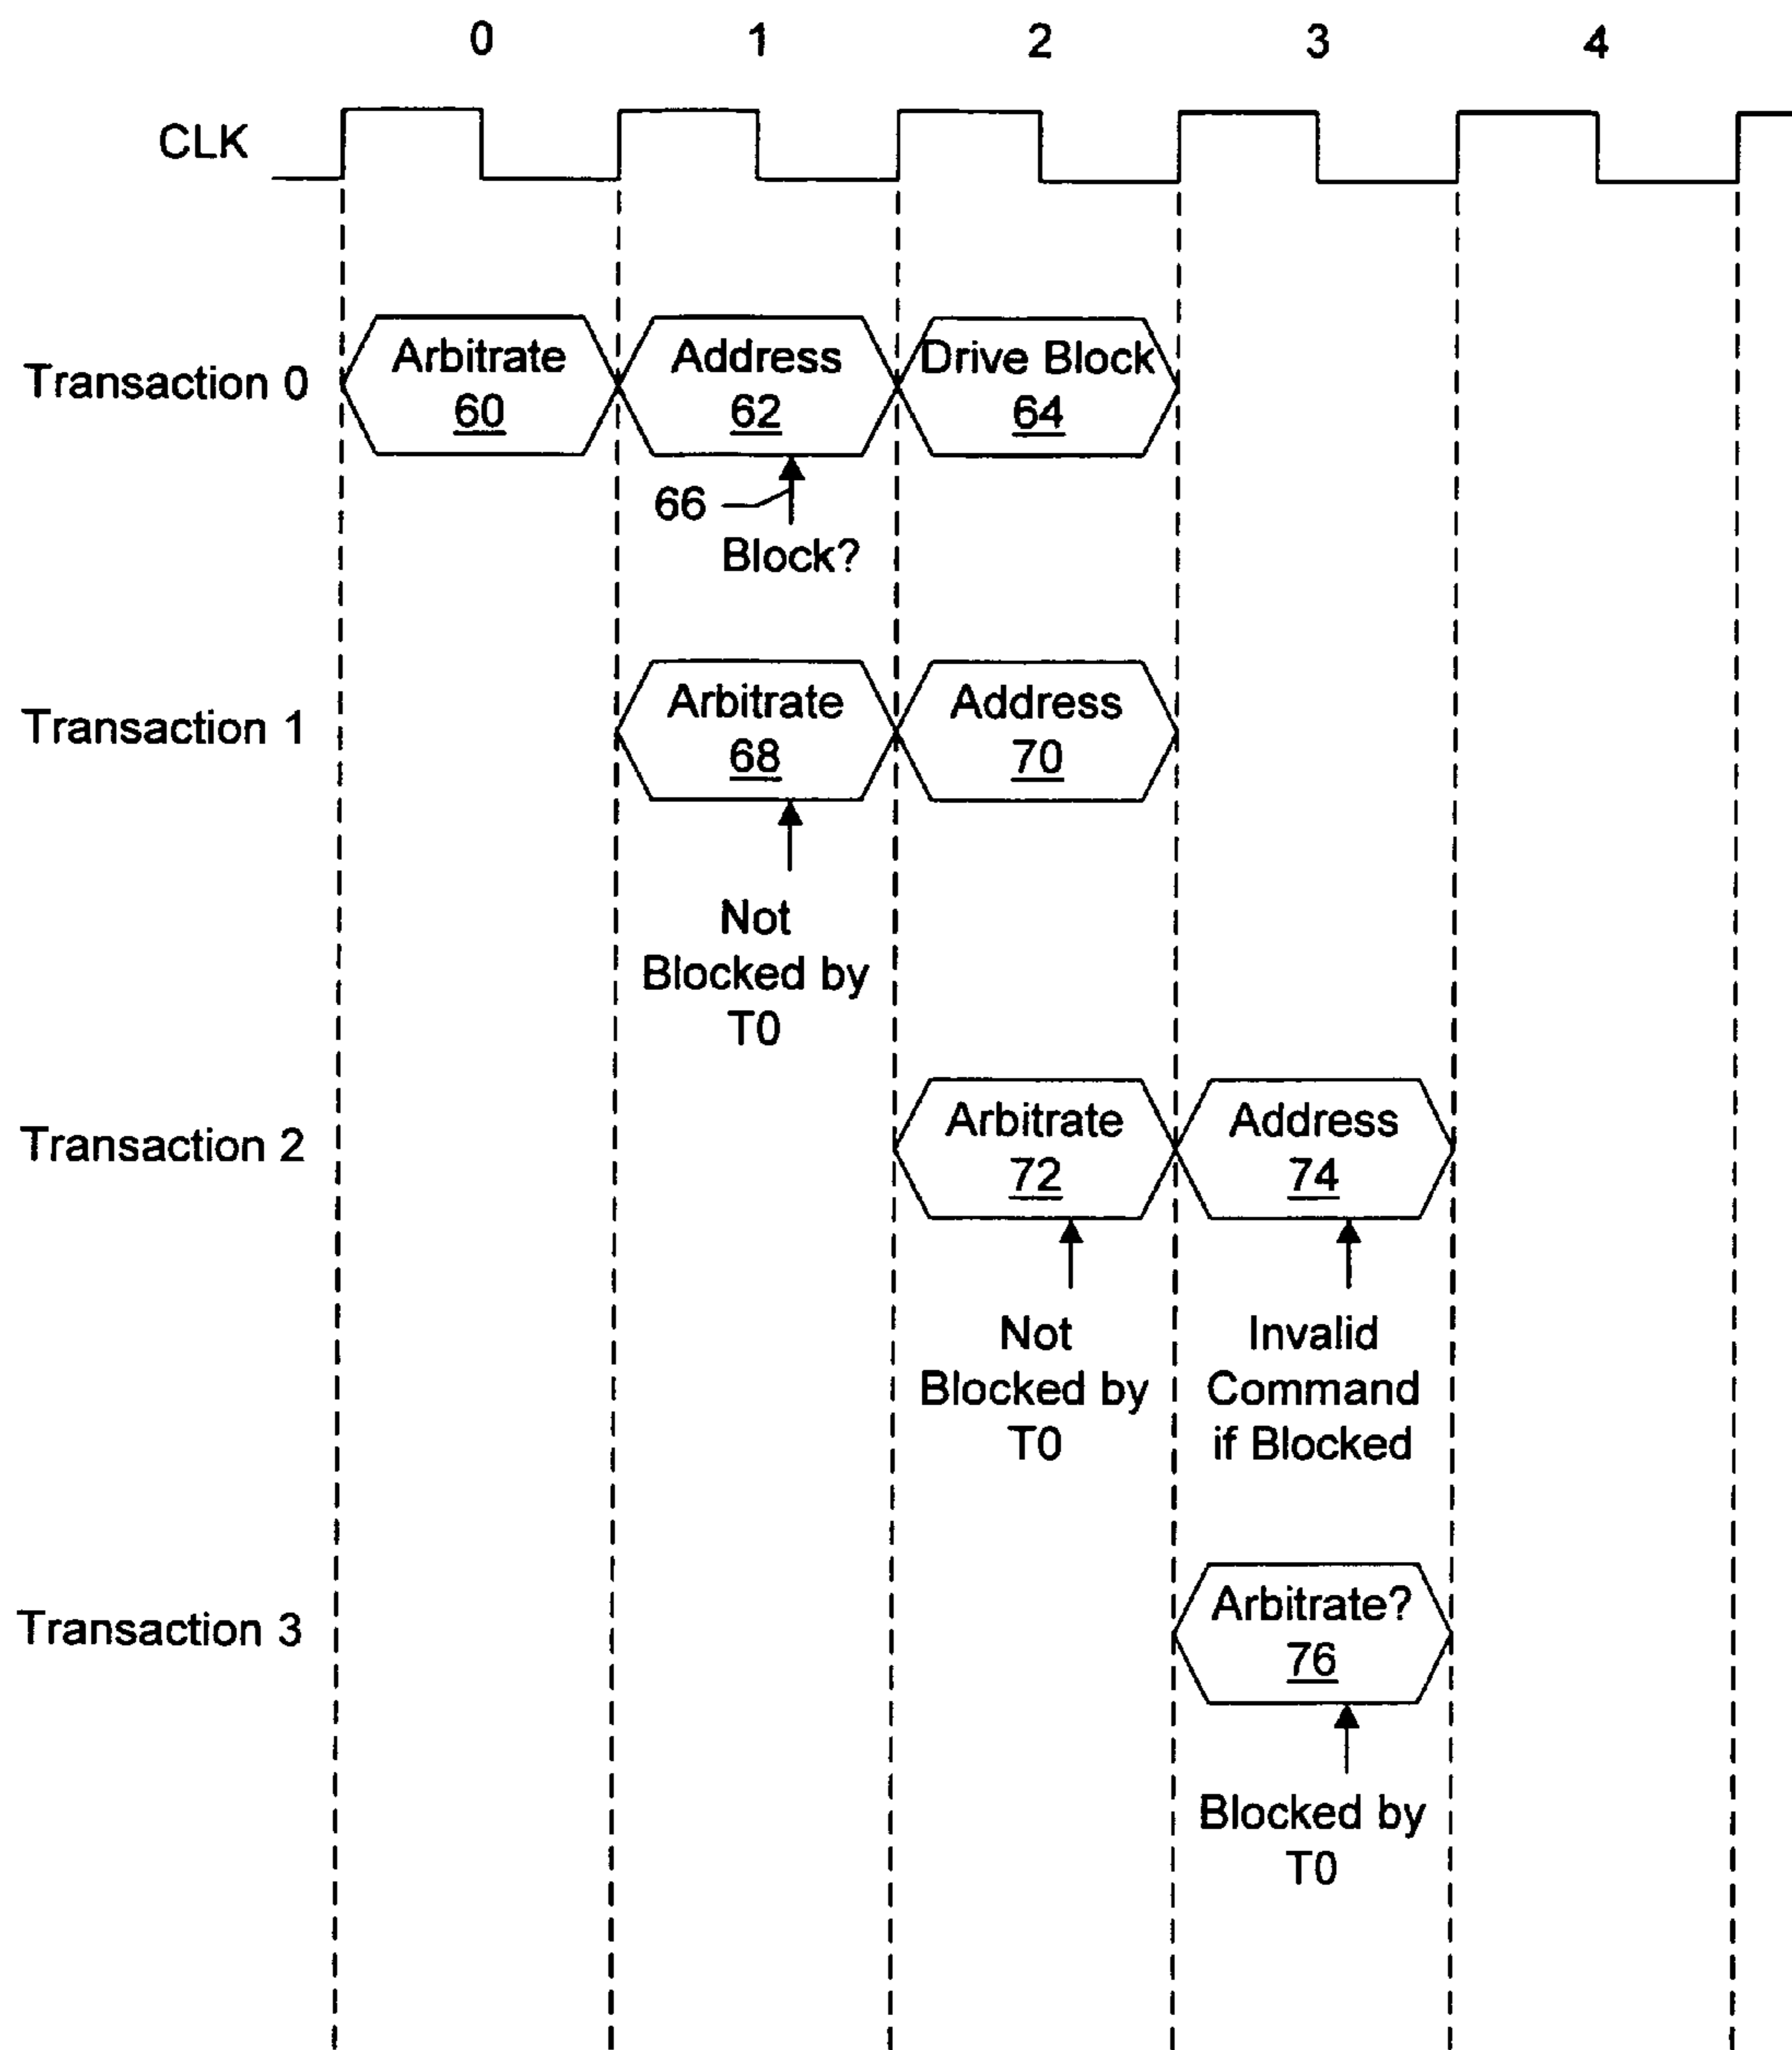 0 1 2 3 4
CLK
Transaction 0
Arbitrate
60
Address
62
Drive Block
64
66
Block?
Transaction 1
Arbitrate
68
Address
70
Not
Blocked by
T0
Transaction 2
Arbitrate
72
Address
74
Not
Blocked by
T0
Invalid
Command
if Blocked
Transaction 3
Arbitrate?
76
Blocked by
T0